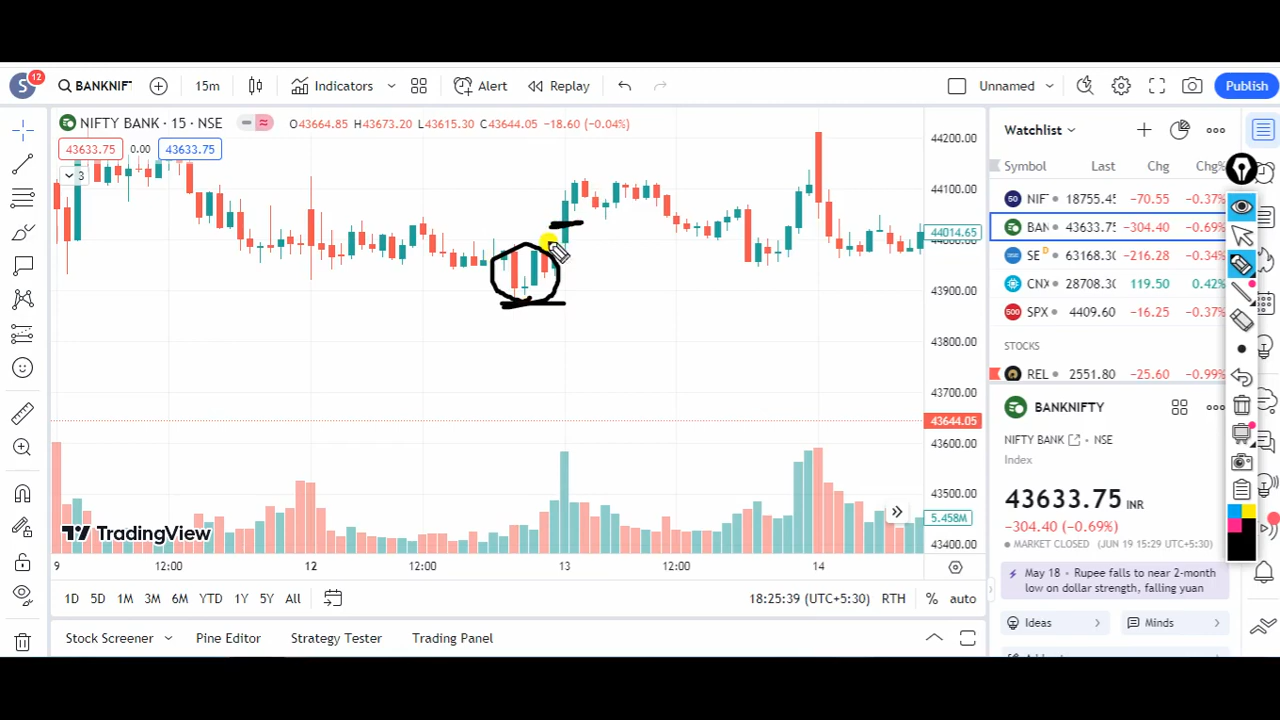 S 12 BANKNIFT 15m Indicators Alert Replay Unnamed Publish
NIFTY BANK · 15 · NSE O43664.85 H43673.20 L43615.30 C43644.05 −18.60 (−0.04%)
43633.75 0.00 43633.75
3
44200.00
44100.00
44014.65
44000.00
43900.00
43800.00
43700.00
43644.05
43600.00
43500.00
5.458M
43400.00
TradingView
9 12:00 12 12:00 13 12:00 14
1D 5D 1M 3M 6M YTD 1Y 5Y All 18:25:39 (UTC+5:30) RTH % auto
Stock Screener Pine Editor Strategy Tester Trading Panel
Watchlist
Symbol Last Chg Chg%
50 NIF 18755.45 −70.55 −0.37%
BAN 43633.75 −304.40 −0.69%
SE D 63168.30 −216.28 −0.34%
CNX 28708.30 119.50 0.42%
500 SPX 4409.60 −16.25 −0.37%
STOCKS
REL 2551.80 −25.60 −0.99%
BANKNIFTY
NIFTY BANK NSE
Index
43633.75 INR
−304.40 (−0.69%)
MARKET CLOSED (JUN 19 15:29 UTC+5:30)
May 18 · Rupee falls to near 2-month
low on dollar strength, falling yuan
Ideas Minds